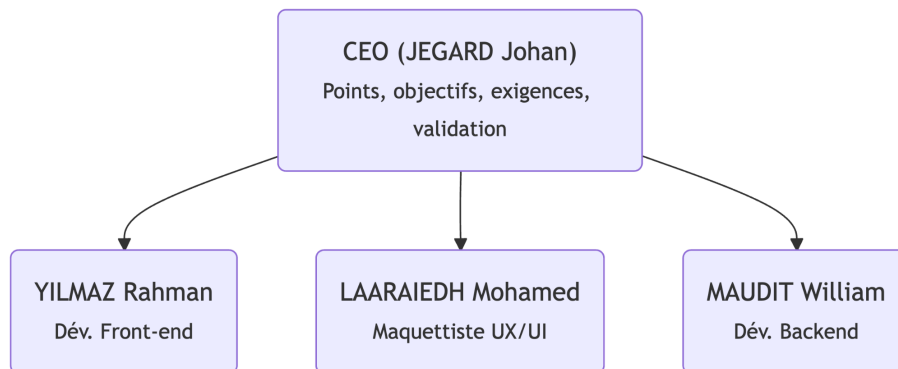 CEO (JEGARD Johan)
Points, objectifs, exigences,
validation
YILMAZ Rahman
Dév. Front-end
LAARAIEDH Mohamed
Maquettiste UX/UI
MAUDIT William
Dév. Backend